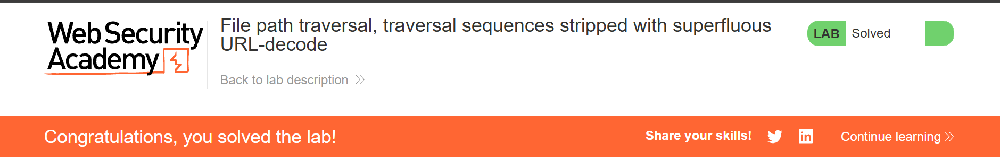 Web Security
Academy
File path traversal, traversal sequences stripped with superfluous
URL-decode
Back to lab description
LAB Solved
Congratulations, you solved the lab!
Share your skills!
Continue learning